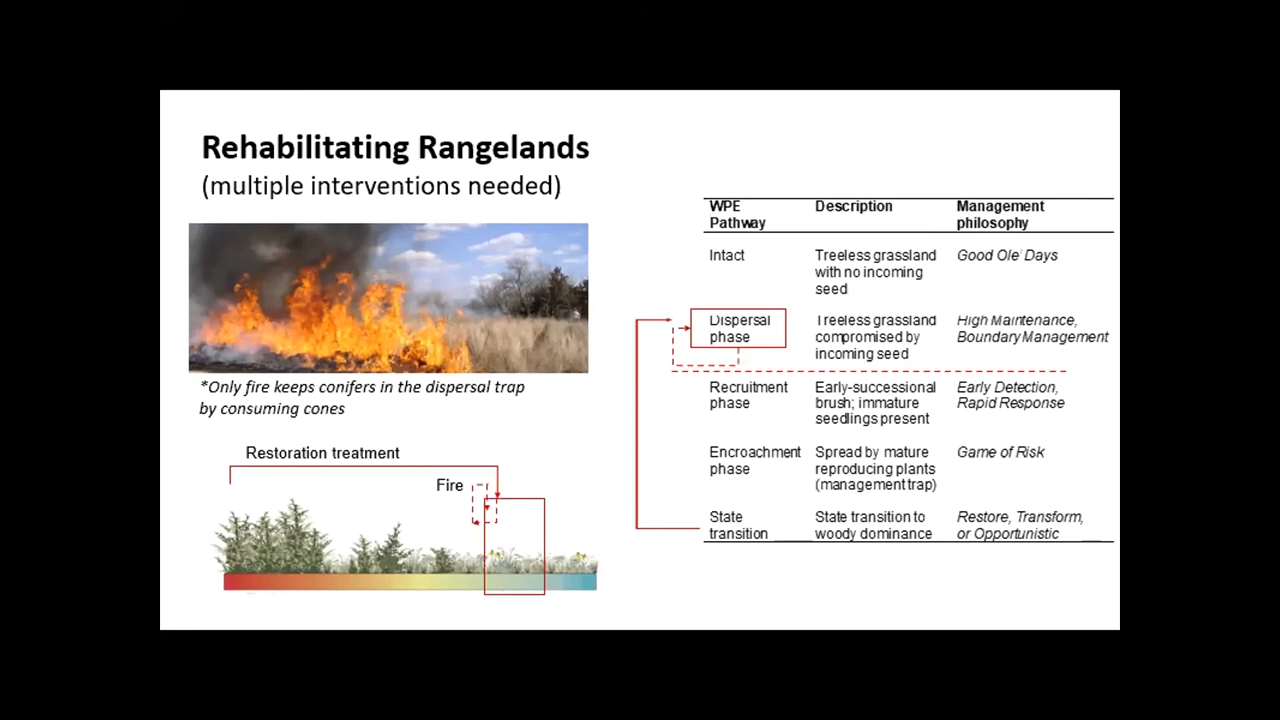 Rehabilitating Rangelands
(multiple interventions needed)
*Only fire keeps conifers in the dispersal trap
by consuming cones
Restoration treatment
Fire
WPE Pathway
Description
Management philosophy
Intact
Treeless grassland
with no incoming
seed
Good Ole' Days
Dispersal
phase
Treeless grassland
compromised by
incoming seed
High Maintenance,
Boundary Management
Recruitment
phase
Early-successional
brush; immature
seedlings present
Early Detection,
Rapid Response
Encroachment
phase
Spread by mature
reproducing plants
(management trap)
Game of Risk
State
transition
State transition to
woody dominance
Restore, Transform,
or Opportunistic